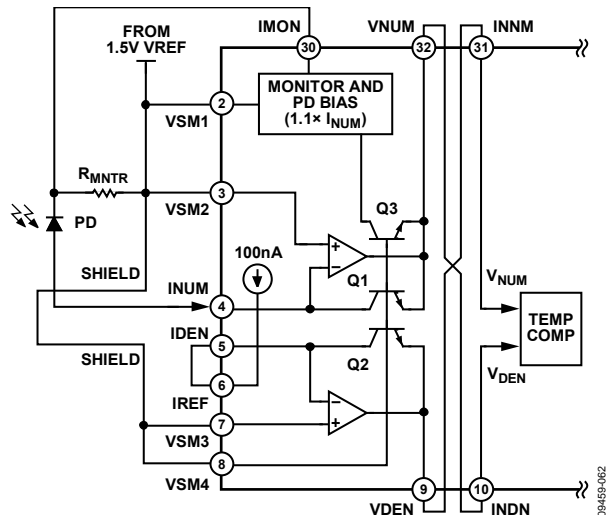 FROM
1.5V VREF
IMON
VNUM
INNM
30
32
31
MONITOR AND
PD BIAS
(1.1× INUM)
2
VSM1
RMNTR
3
VSM2
Q3
PD
100nA
+
−
SHIELD
INUM
4
Q1
VNUM
IDEN
5
Q2
TEMP
COMP
SHIELD
6
IREF
−
+
VDEN
7
VSM3
8
VSM4
9
10
VDEN
INDN
09459-062